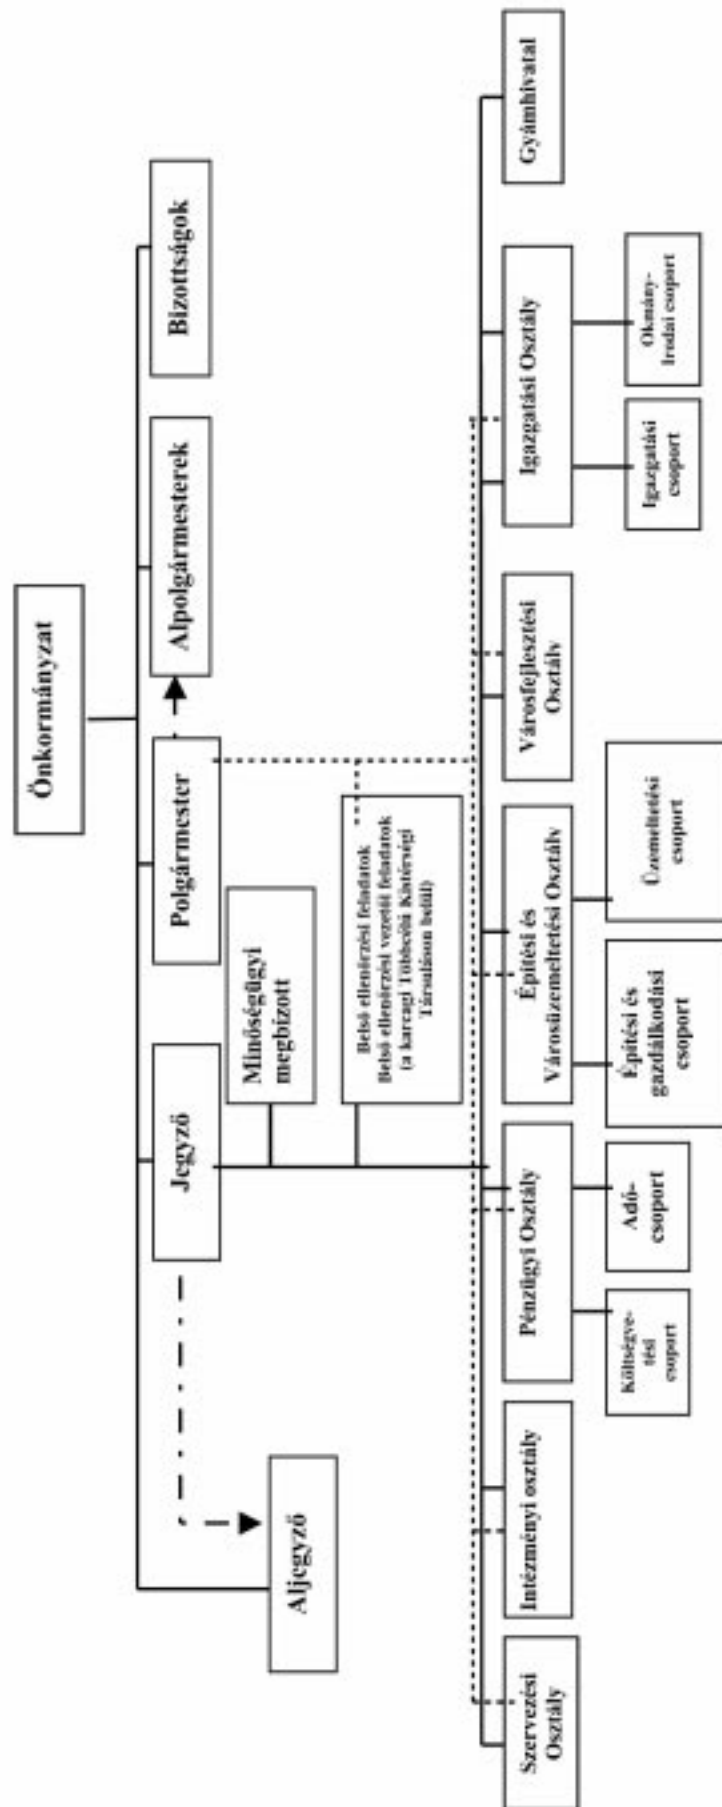 Önkormányzat
Aljegyző
Jegyző
Polgármester
Alpolgármesterek
Bizottságok
Minőségügyi
megbízott
Belső ellenőrzési feladatok
Belső ellenőrzési vezetői feladatok
(a karcagi Többcélú Kistérségi
Társuláson belül)
Szervezési
Osztály
Intézményi osztály
Pénzügyi Osztály
Építési és
Városüzemeltetési Osztály
Városfejlesztési
Osztály
Igazgatási Osztály
Gyámhivatal
Költségve-
tési
csoport
Adó-
csoport
Építési és
gazdálkodási
csoport
Üzemeltetési
csoport
Igazgatási
csoport
Okmány-
Irodai csoport